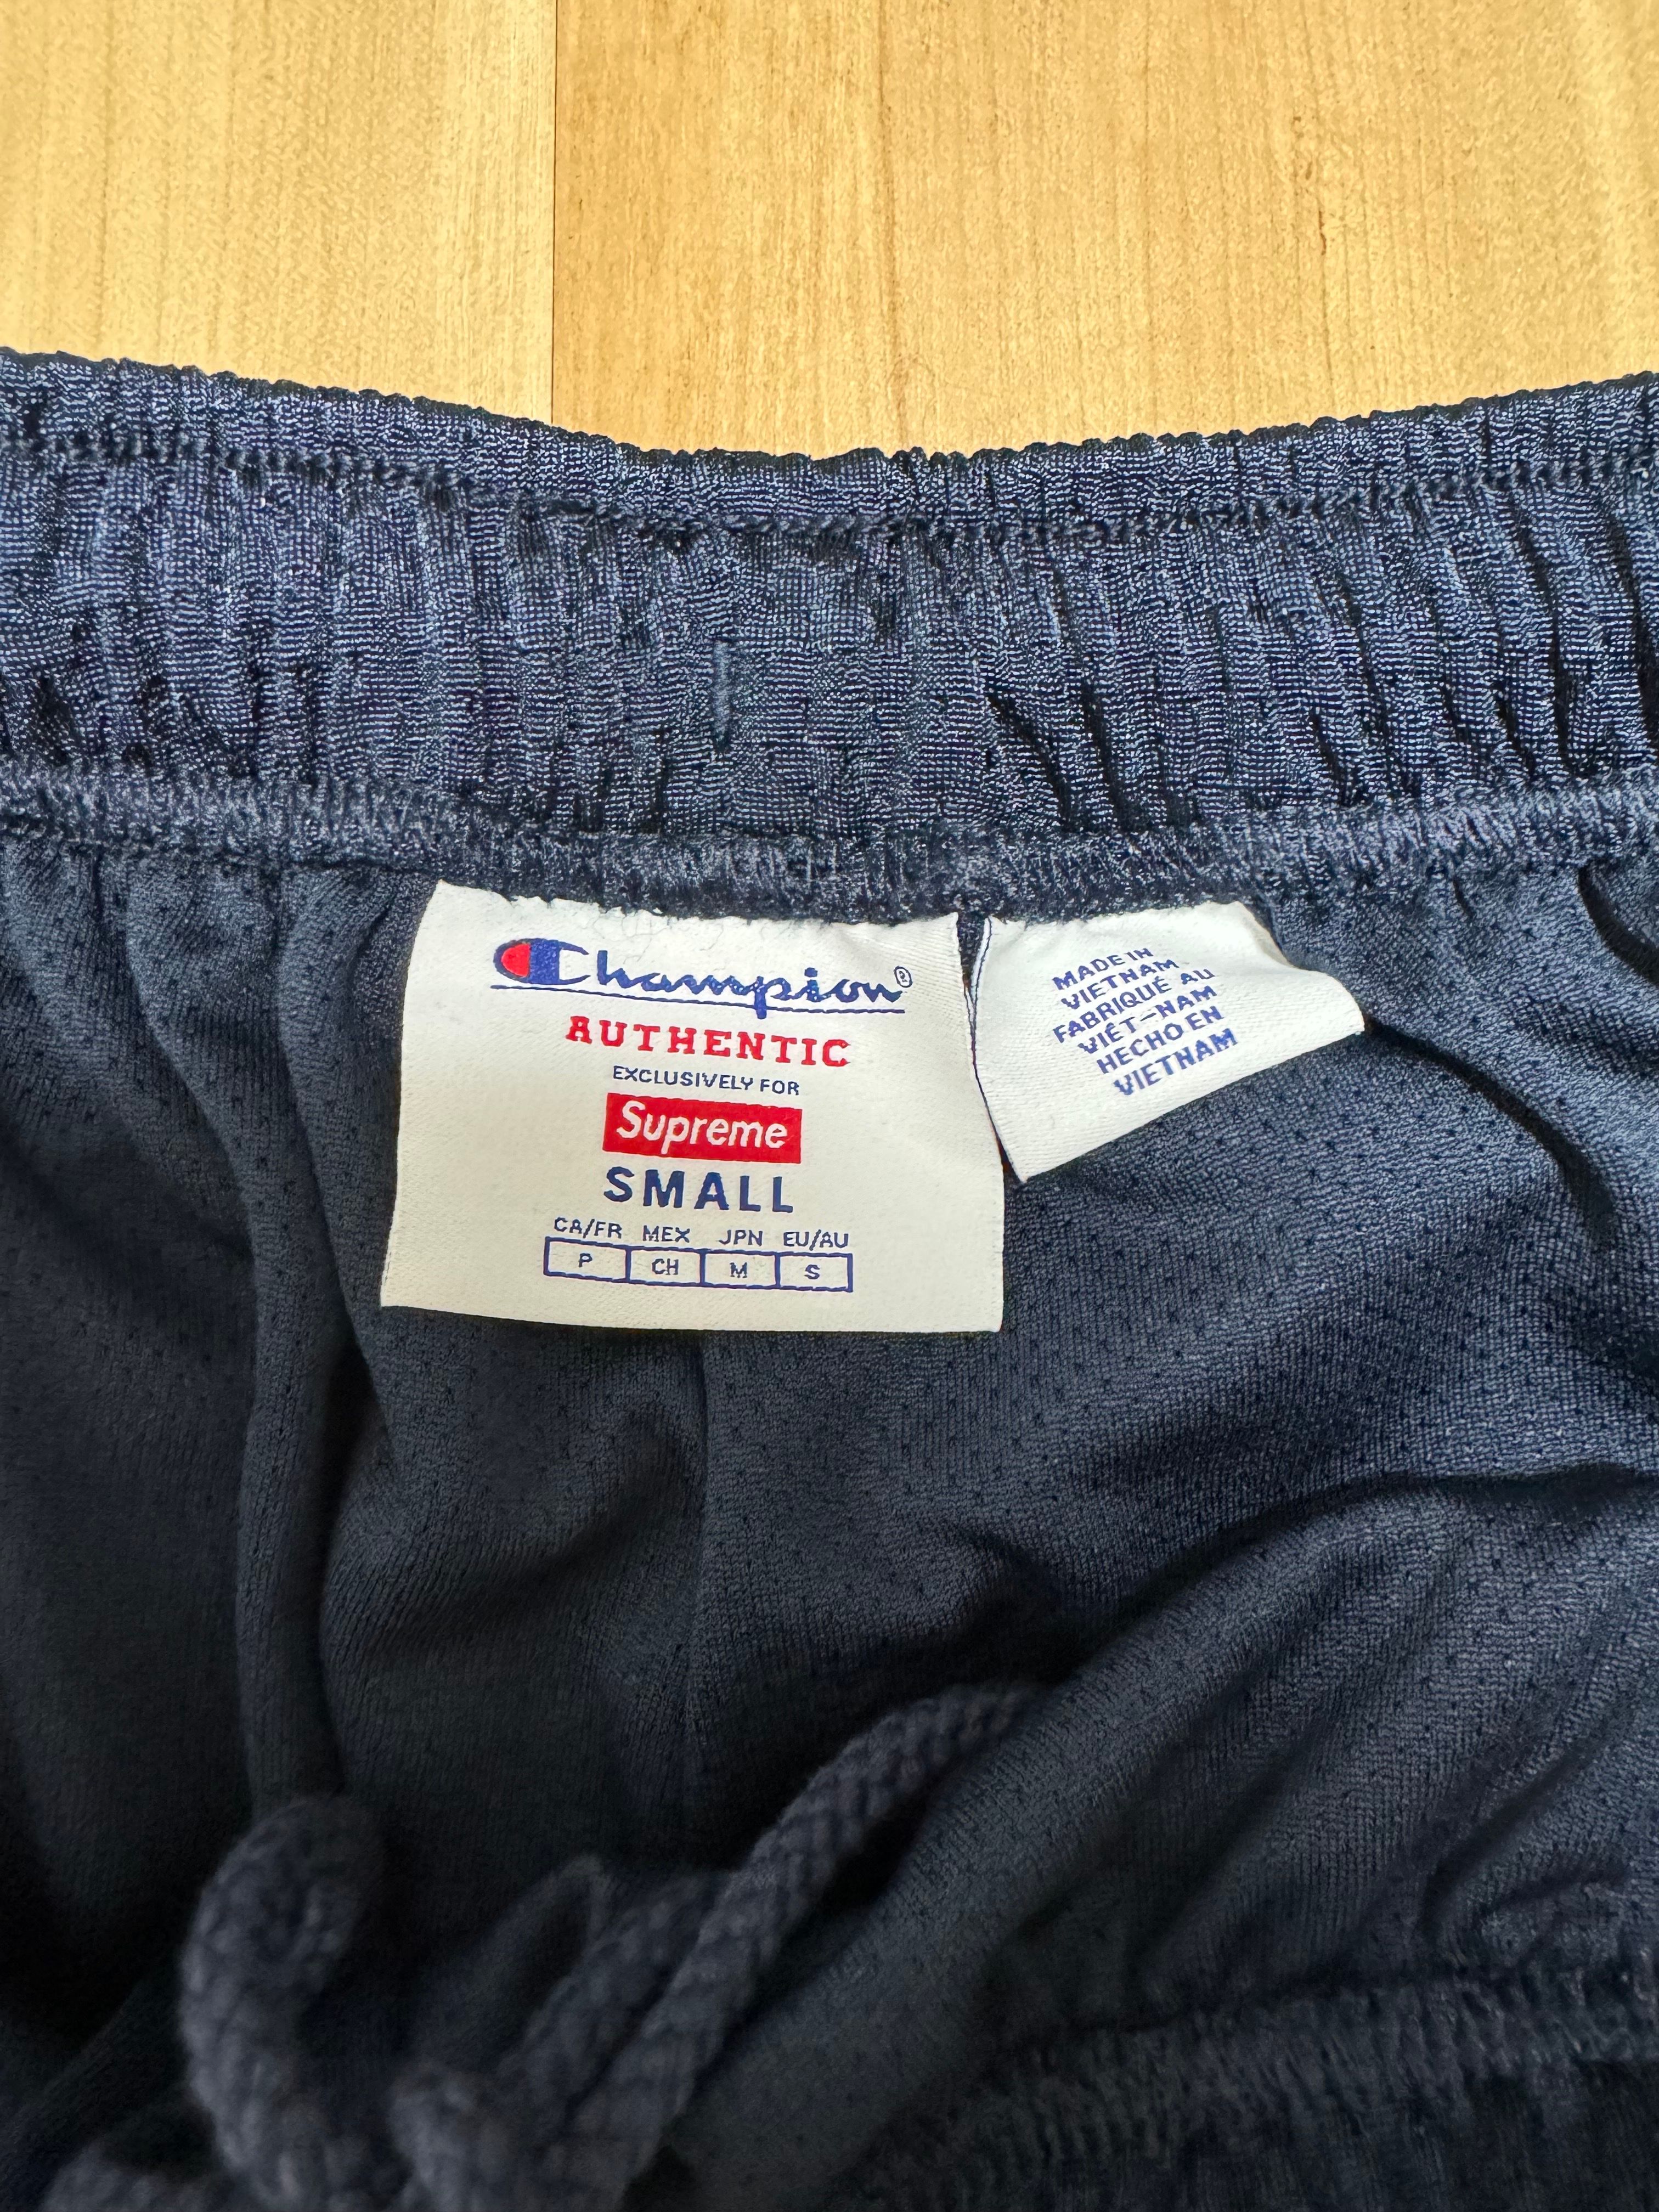 Champion®
AUTHENTIC
EXCLUSIVELY FOR
Supreme
SMALL
CA/FR MEX JPN EU/AU
P CH M S
MADE IN
VIETNAM
FABRIQUÉ AU
VIÊT-NAM
HECHO EN
VIETNAM